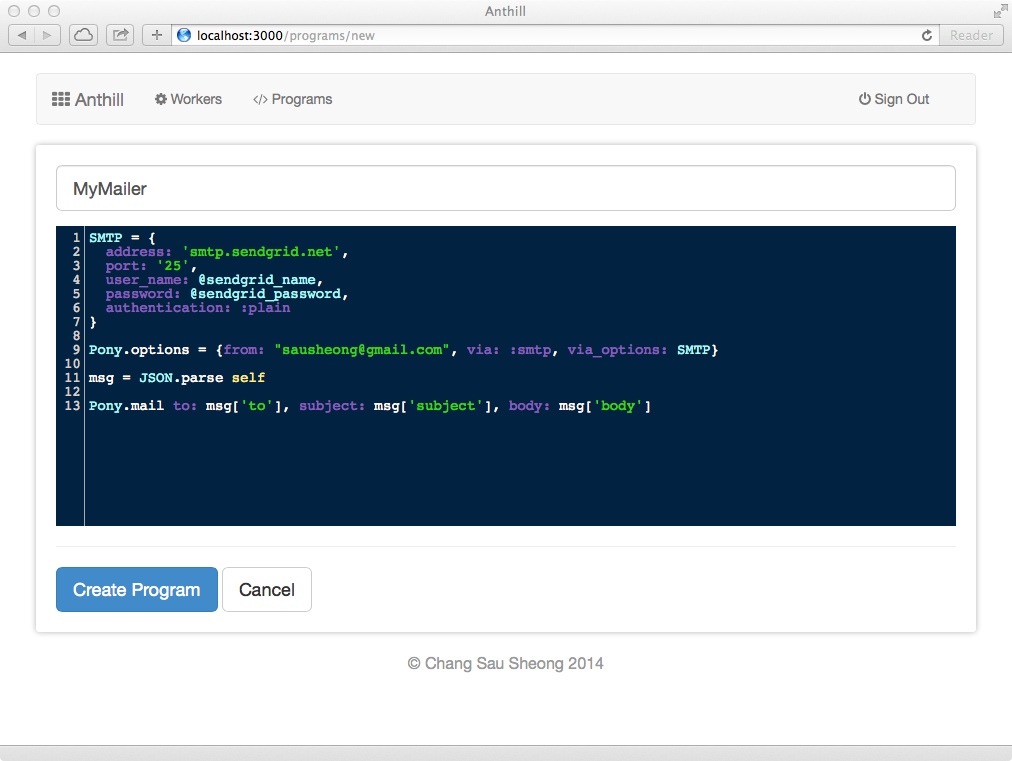 Anthill
localhost:3000/programs/new
Reader
Anthill Workers </> Programs Sign Out
MyMailer
1 SMTP = {
2   address: 'smtp.sendgrid.net',
3   port: '25',
4   user_name: @sendgrid_name,
5   password: @sendgrid_password,
6   authentication: :plain
7 }
8
9 Pony.options = {from: "sausheong@gmail.com", via: :smtp, via_options: SMTP}
10
11 msg = JSON.parse self
12
13 Pony.mail to: msg['to'], subject: msg['subject'], body: msg['body']
Create Program Cancel
© Chang Sau Sheong 2014